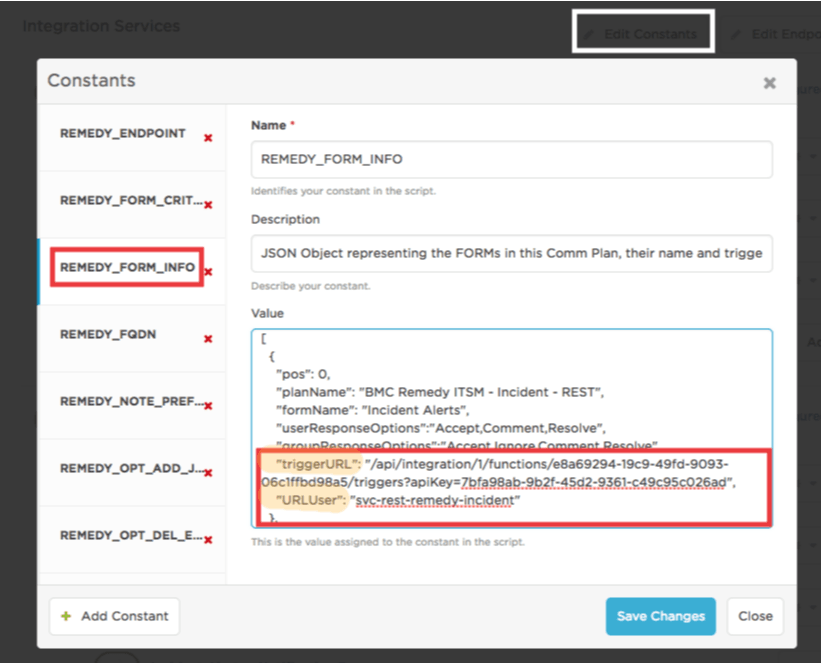 Integration Services
Edit Constants
Edit Endpo
Constants
REMEDY_ENDPOINT
REMEDY_FORM_CRIT...
REMEDY_FORM_INFO
REMEDY_FQDN
REMEDY_NOTE_PREF...
REMEDY_OPT_ADD_J...
REMEDY_OPT_DEL_E...
Name *
REMEDY_FORM_INFO
Identifies your constant in the script.
Description
JSON Object representing the FORMs in this Comm Plan, their name and trigge
Describe your constant.
Value
[
{
"pos": 0,
"planName": "BMC Remedy ITSM - Incident - REST",
"formName": "Incident Alerts",
"userResponseOptions":"Accept,Comment,Resolve",
"groupResponseOptions":"Accept,Ignore,Comment,Resolve"
"triggerURL": "/api/integration/1/functions/e8a69294-19c9-49fd-9093-
06c1ffbd98a5/triggers?apiKey=7bfa98ab-9b2f-45d2-9361-c49c95c026ad",
"URLUser": "svc-rest-remedy-incident"
},
This is the value assigned to the constant in the script.
+ Add Constant
Save Changes
Close